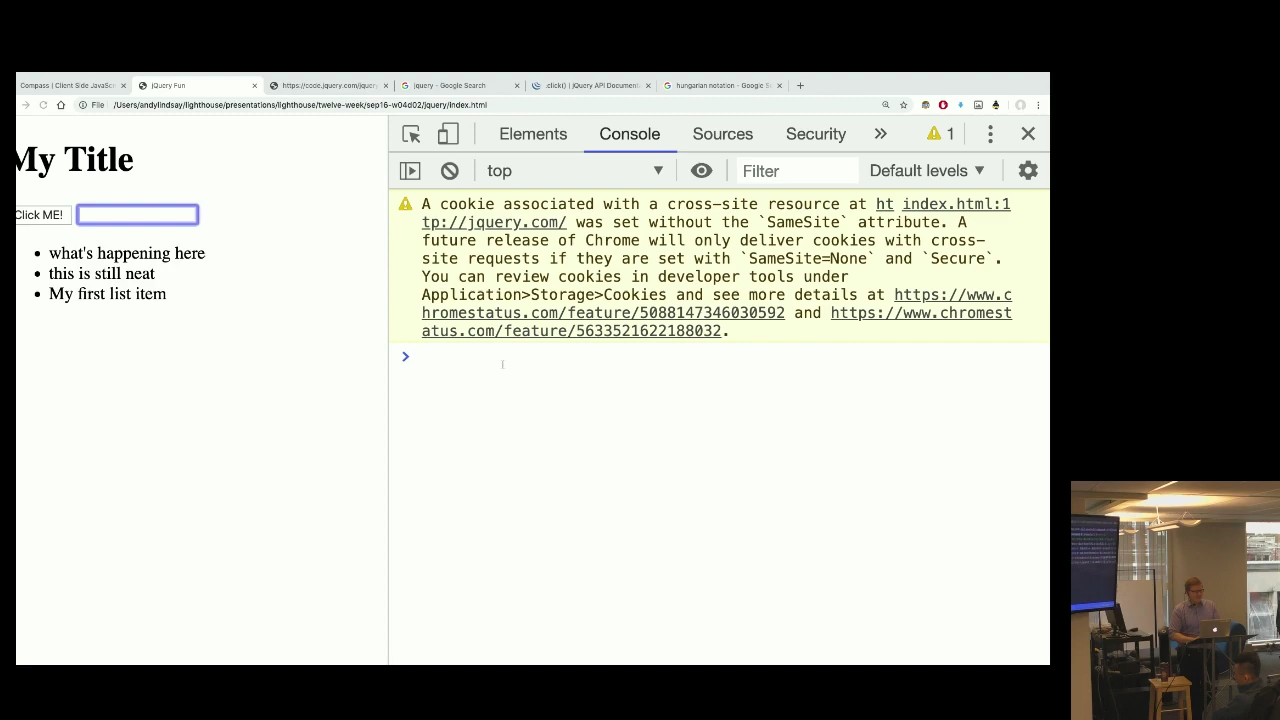 Compass | Client Side JavaScr
jQuery Fun
https://code.jquery.com/jquery
jquery - Google Search
.click() | jQuery API Documenta
hungarian notation - Google S
File
/Users/andylindsay/lighthouse/presentations/lighthouse/twelve-week/sep16-w04d02/jquery/index.html
My Title
Click ME!
what's happening here
this is still neat
My first list item
Elements
Console
Sources
Security
1
top
Filter
Default levels
A cookie associated with a cross-site resource at ht index.html:1
tp://jquery.com/ was set without the `SameSite` attribute. A
future release of Chrome will only deliver cookies with cross-
site requests if they are set with `SameSite=None` and `Secure`.
You can review cookies in developer tools under
Application>Storage>Cookies and see more details at https://www.c
hromestatus.com/feature/5088147346030592 and https://www.chromest
atus.com/feature/5633521622188032.